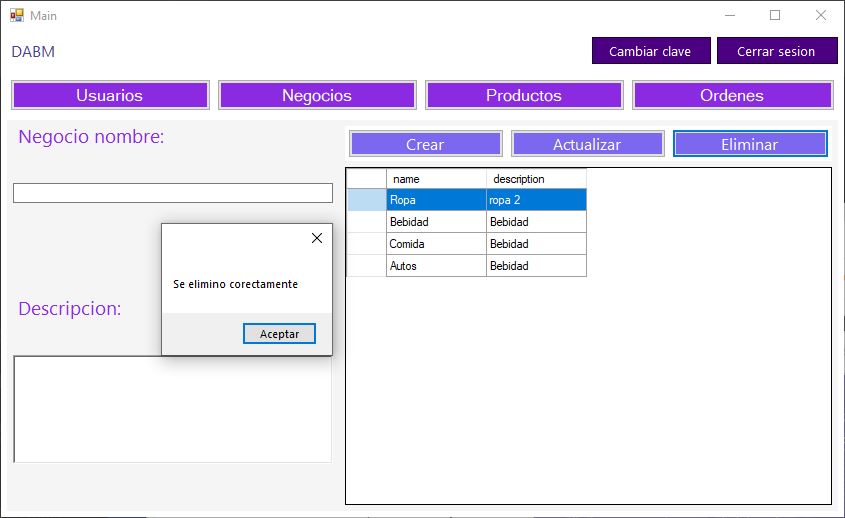 Main
DABM
Cambiar clave
Cerrar sesion
Usuarios
Negocios
Productos
Ordenes
Negocio nombre:
Crear
Actualizar
Eliminar
name description
Ropa ropa 2
Bebidad Bebidad
Comida Bebidad
Autos Bebidad
Se elimino corectamente
Aceptar
Descripcion: